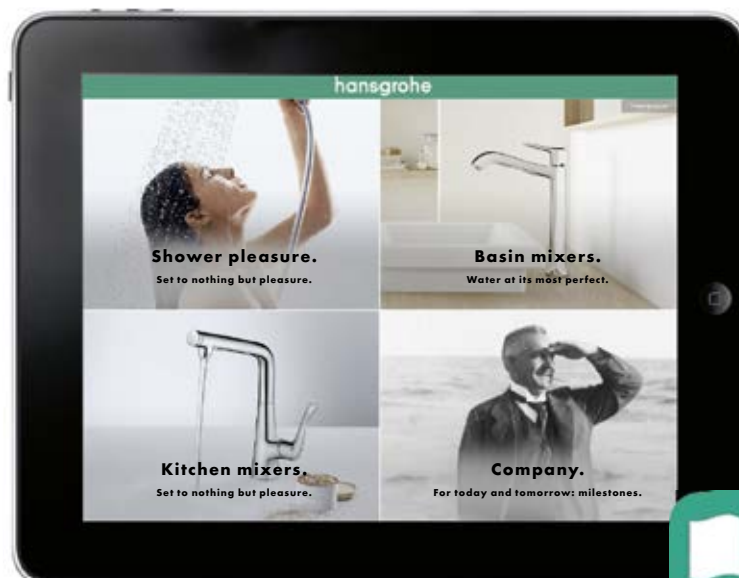 hansgrohe
Shower pleasure.
Set to nothing but pleasure.
Basin mixers.
Water at its most perfect.
Kitchen mixers.
Set to nothing but pleasure.
Company.
For today and tomorrow: milestones.